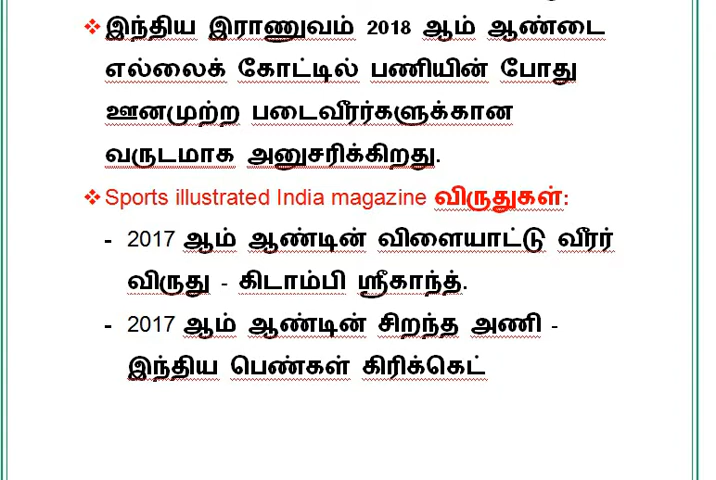 இந்திய இராணுவம் 2018 ஆம் ஆண்டை
எல்லைக் கோட்டில் பணியின் போது
ஊனமுற்ற படைவீரர்களுக்கான
வருடமாக அனுசரிக்கிறது.
Sports illustrated India magazine விருதுகள்:
- 2017 ஆம் ஆண்டின் விளையாட்டு வீரர்
விருது - கிடாம்பி ஸ்ரீகாந்த்.
- 2017 ஆம் ஆண்டின் சிறந்த அணி -
இந்திய பெண்கள் கிரிக்கெட்